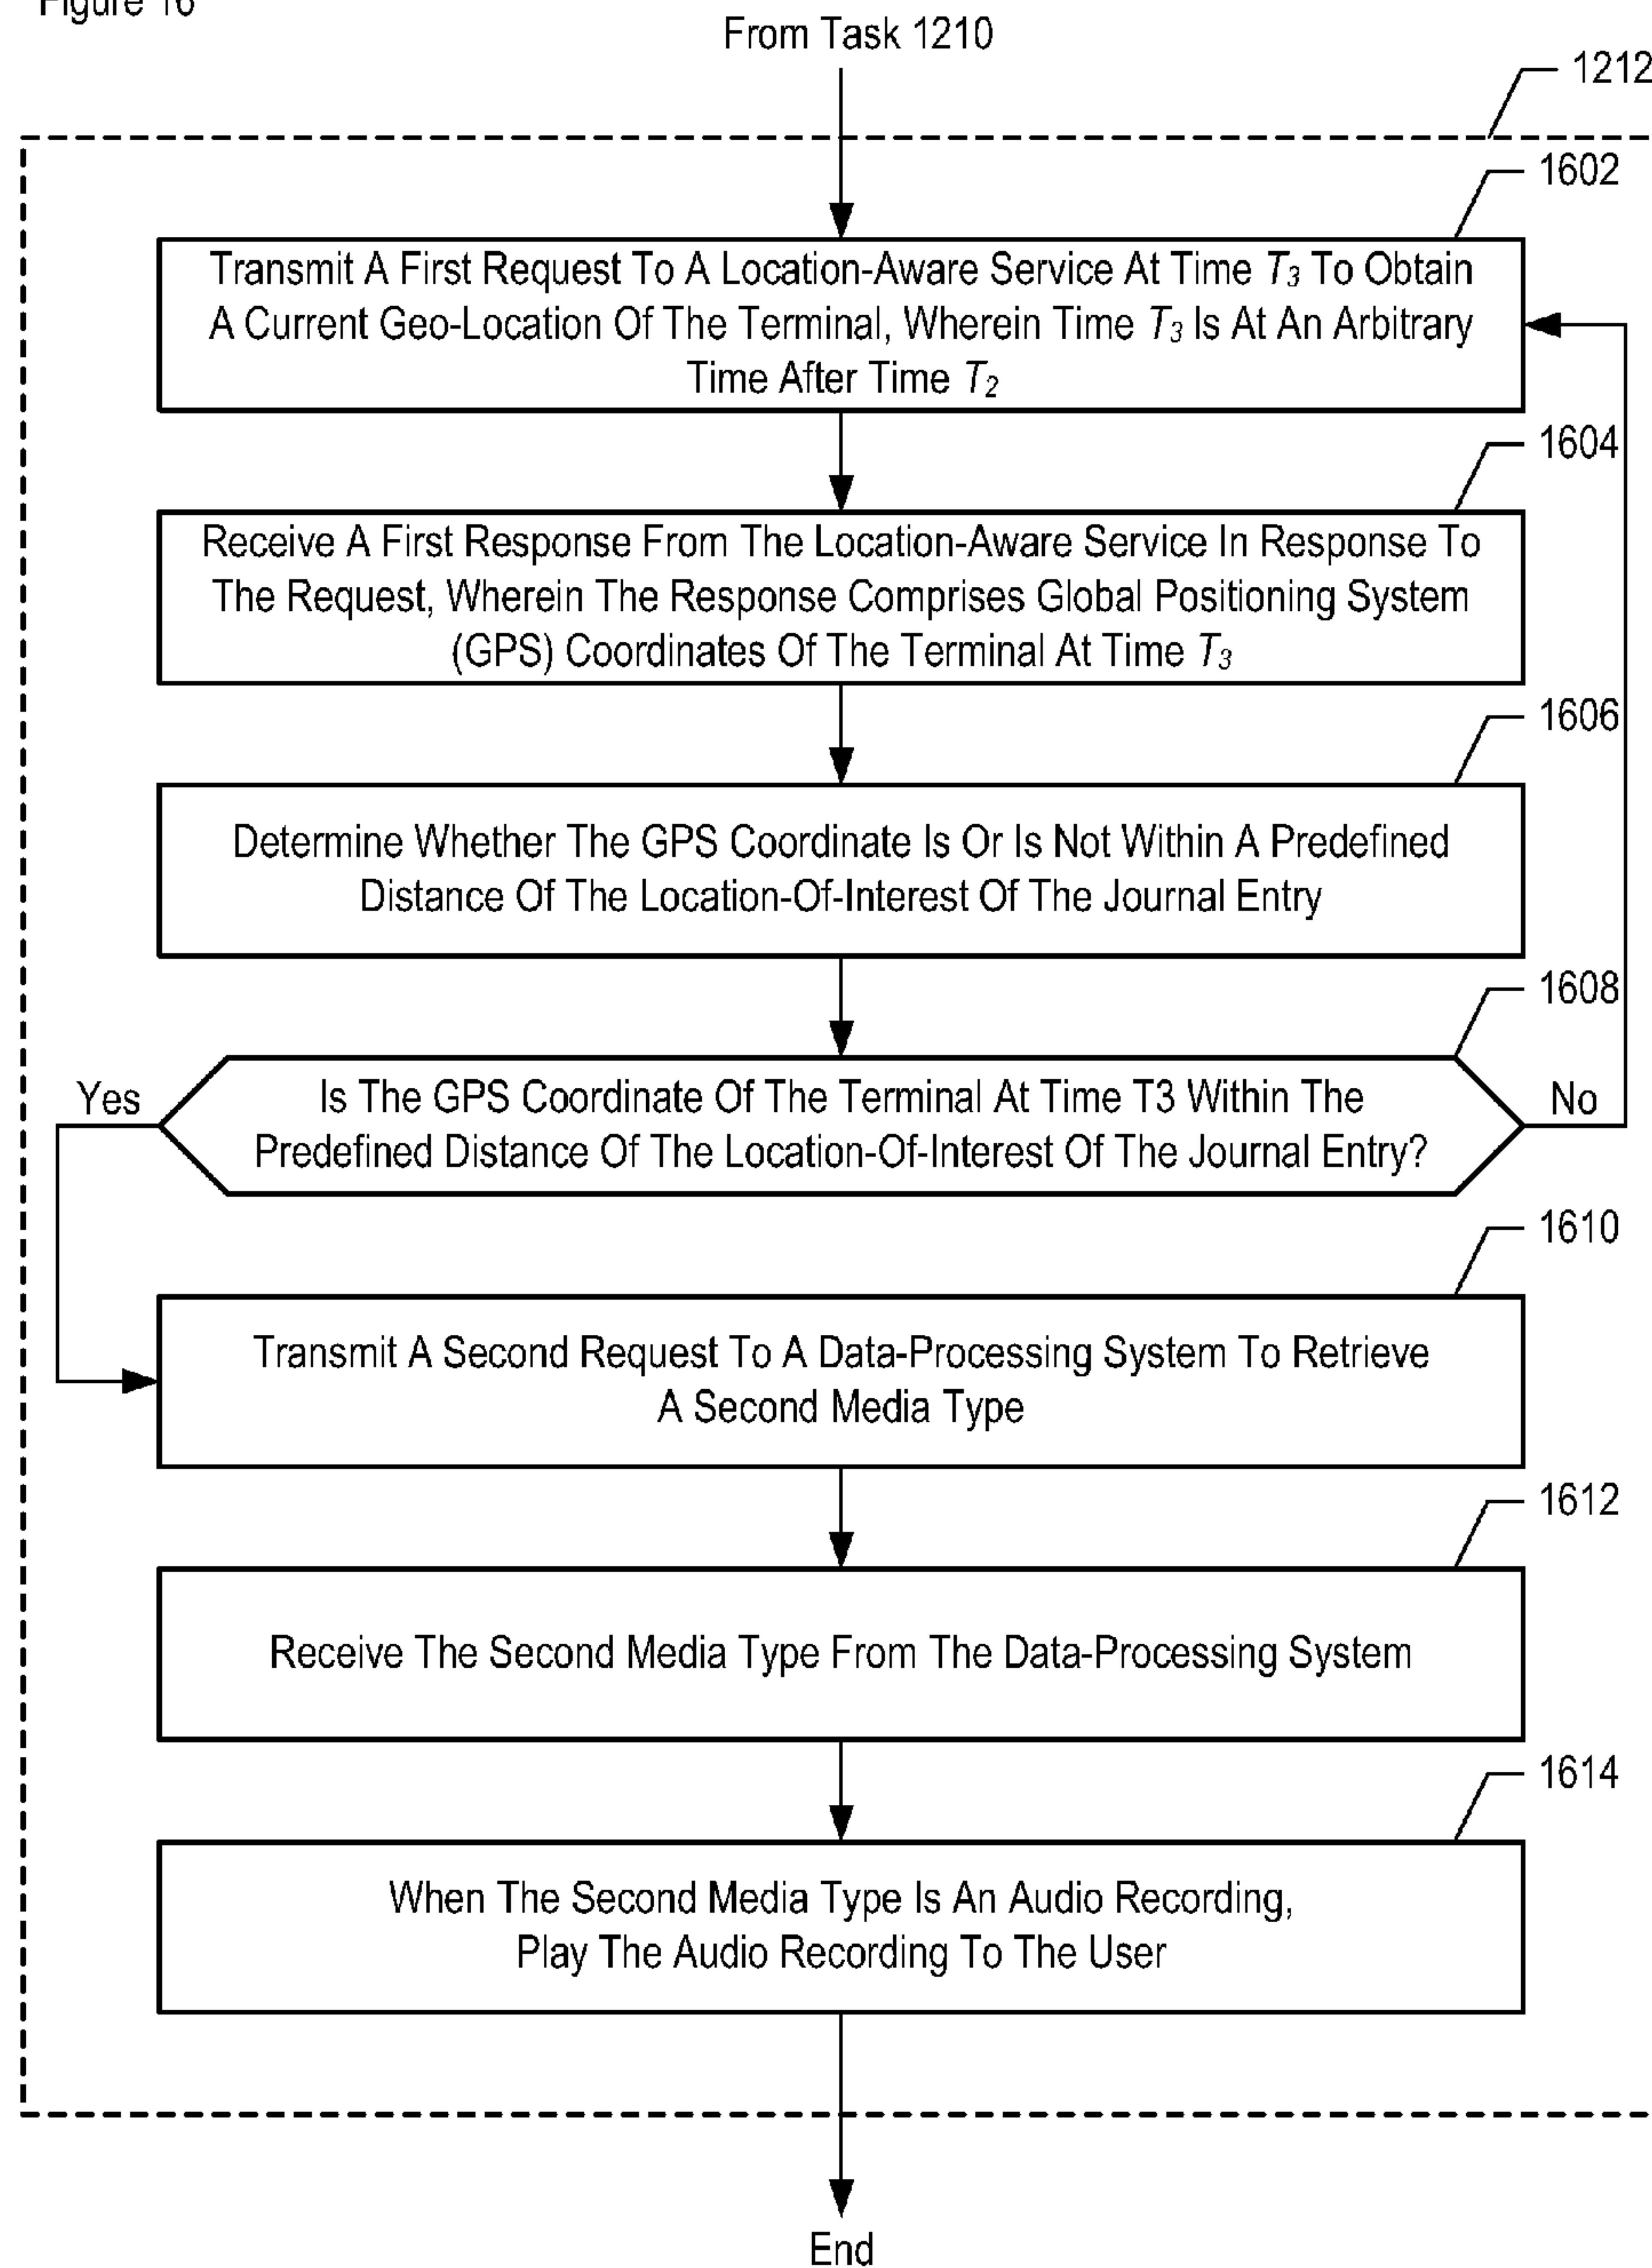 Figure 16
From Task 1210
1212
1602
Transmit A First Request To A Location-Aware Service At Time T3 To Obtain
A Current Geo-Location Of The Terminal, Wherein Time T3 Is At An Arbitrary
Time After Time T2
1604
Receive A First Response From The Location-Aware Service In Response To
The Request, Wherein The Response Comprises Global Positioning System
(GPS) Coordinates Of The Terminal At Time T3
1606
Determine Whether The GPS Coordinate Is Or Is Not Within A Predefined
Distance Of The Location-Of-Interest Of The Journal Entry
1608
Yes
Is The GPS Coordinate Of The Terminal At Time T3 Within The
Predefined Distance Of The Location-Of-Interest Of The Journal Entry?
No
1610
Transmit A Second Request To A Data-Processing System To Retrieve
A Second Media Type
1612
Receive The Second Media Type From The Data-Processing System
1614
When The Second Media Type Is An Audio Recording,
Play The Audio Recording To The User
End